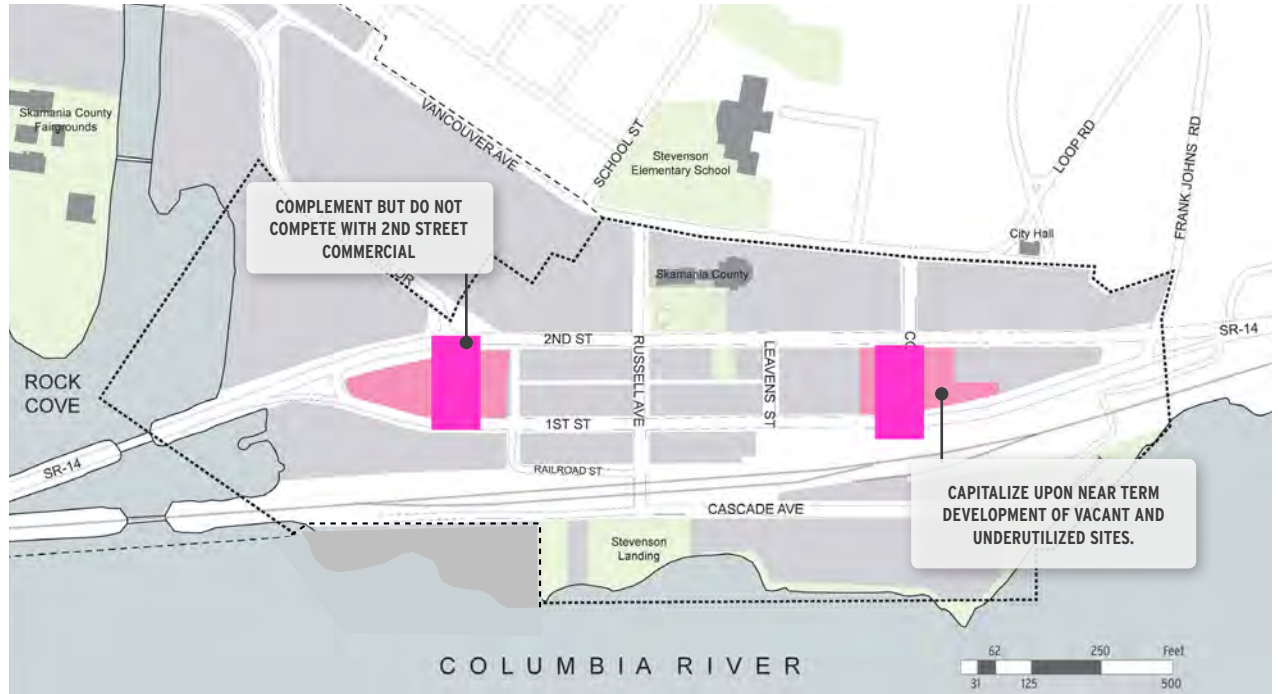 Skamania County
Fairgrounds
VANCOUVER AVE
SCHOOL ST
Stevenson
Elementary School
LOOP RD
FRANK JOHNS RD
City Hall
COMPLEMENT BUT DO NOT
COMPETE WITH 2ND STREET
COMMERCIAL
DR
Skamania County
2ND ST
RUSSELL AVE
LEAVENS ST
CO
SR-14
ROCK
COVE
1ST ST
SR-14
RAILROAD ST
CASCADE AVE
CAPITALIZE UPON NEAR TERM
DEVELOPMENT OF VACANT AND
UNDERUTILIZED SITES.
Stevenson
Landing
COLUMBIA RIVER
62 250 Feet
31 125 500